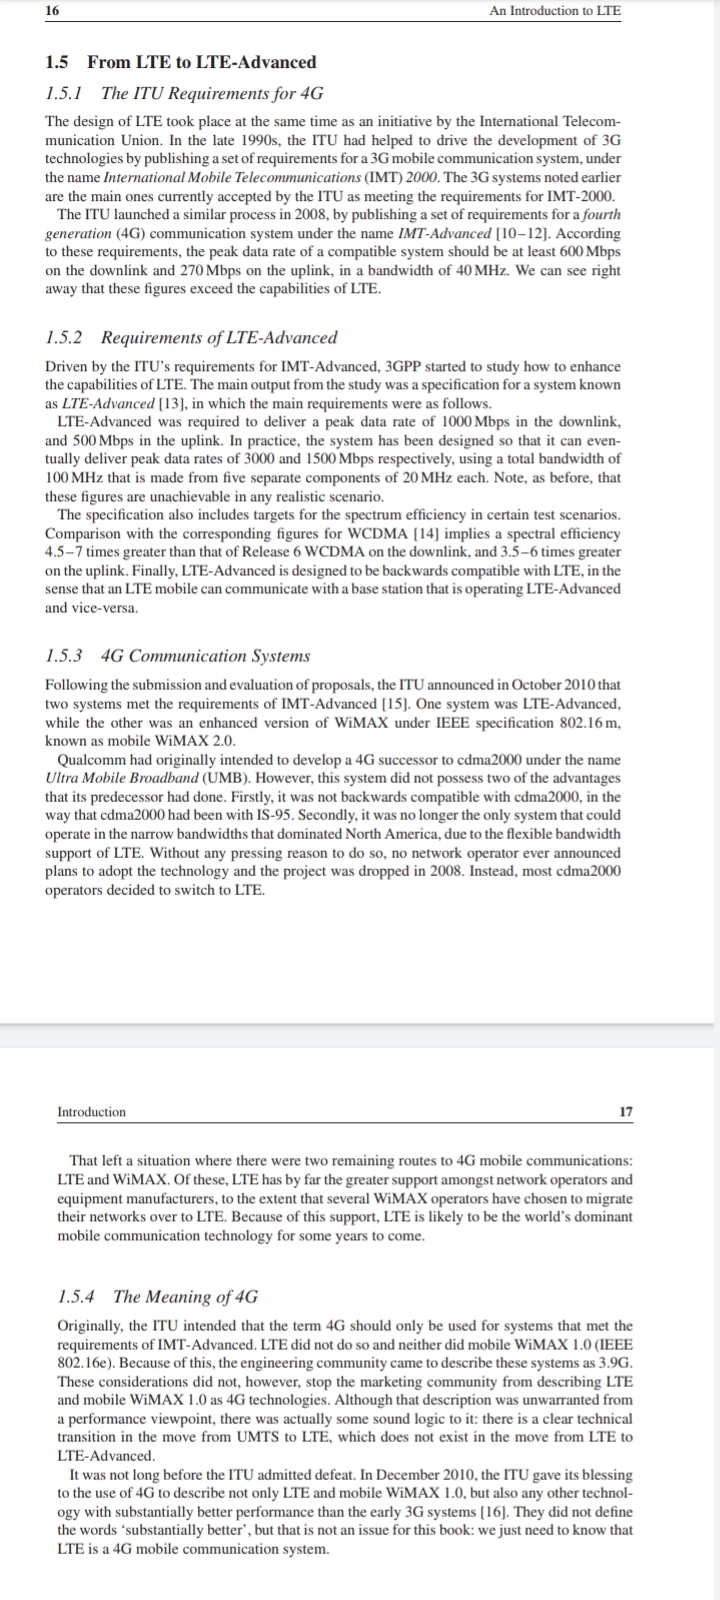 16 An Introduction to LTE
1.5 From LTE to LTE-Advanced
1.5.1 The ITU Requirements for 4G
The design of LTE took place at the same time as an initiative by the International Telecom-
munication Union. In the late 1990s, the ITU had helped to drive the development of 3G
technologies by publishing a set of requirements for a 3G mobile communication system, under
the name International Mobile Telecommunications (IMT) 2000. The 3G systems noted earlier
are the main ones currently accepted by the ITU as meeting the requirements for IMT-2000.
The ITU launched a similar process in 2008, by publishing a set of requirements for a fourth
generation (4G) communication system under the name IMT-Advanced [10–12]. According
to these requirements, the peak data rate of a compatible system should be at least 600 Mbps
on the downlink and 270 Mbps on the uplink, in a bandwidth of 40 MHz. We can see right
away that these figures exceed the capabilities of LTE.
1.5.2 Requirements of LTE-Advanced
Driven by the ITU's requirements for IMT-Advanced, 3GPP started to study how to enhance
the capabilities of LTE. The main output from the study was a specification for a system known
as LTE-Advanced [13], in which the main requirements were as follows.
LTE-Advanced was required to deliver a peak data rate of 1000 Mbps in the downlink,
and 500 Mbps in the uplink. In practice, the system has been designed so that it can even-
tually deliver peak data rates of 3000 and 1500 Mbps respectively, using a total bandwidth of
100 MHz that is made from five separate components of 20 MHz each. Note, as before, that
these figures are unachievable in any realistic scenario.
The specification also includes targets for the spectrum efficiency in certain test scenarios.
Comparison with the corresponding figures for WCDMA [14] implies a spectral efficiency
4.5–7 times greater than that of Release 6 WCDMA on the downlink, and 3.5–6 times greater
on the uplink. Finally, LTE-Advanced is designed to be backwards compatible with LTE, in the
sense that an LTE mobile can communicate with a base station that is operating LTE-Advanced
and vice-versa.
1.5.3 4G Communication Systems
Following the submission and evaluation of proposals, the ITU announced in October 2010 that
two systems met the requirements of IMT-Advanced [15]. One system was LTE-Advanced,
while the other was an enhanced version of WiMAX under IEEE specification 802.16 m,
known as mobile WiMAX 2.0.
Qualcomm had originally intended to develop a 4G successor to cdma2000 under the name
Ultra Mobile Broadband (UMB). However, this system did not possess two of the advantages
that its predecessor had done. Firstly, it was not backwards compatible with cdma2000, in the
way that cdma2000 had been with IS-95. Secondly, it was no longer the only system that could
operate in the narrow bandwidths that dominated North America, due to the flexible bandwidth
support of LTE. Without any pressing reason to do so, no network operator ever announced
plans to adopt the technology and the project was dropped in 2008. Instead, most cdma2000
operators decided to switch to LTE.
Introduction 17
That left a situation where there were two remaining routes to 4G mobile communications:
LTE and WiMAX. Of these, LTE has by far the greater support amongst network operators and
equipment manufacturers, to the extent that several WiMAX operators have chosen to migrate
their networks over to LTE. Because of this support, LTE is likely to be the world's dominant
mobile communication technology for some years to come.
1.5.4 The Meaning of 4G
Originally, the ITU intended that the term 4G should only be used for systems that met the
requirements of IMT-Advanced. LTE did not do so and neither did mobile WiMAX 1.0 (IEEE
802.16e). Because of this, the engineering community came to describe these systems as 3.9G.
These considerations did not, however, stop the marketing community from describing LTE
and mobile WiMAX 1.0 as 4G technologies. Although that description was unwarranted from
a performance viewpoint, there was actually some sound logic to it: there is a clear technical
transition in the move from UMTS to LTE, which does not exist in the move from LTE to
LTE-Advanced.
It was not long before the ITU admitted defeat. In December 2010, the ITU gave its blessing
to the use of 4G to describe not only LTE and mobile WiMAX 1.0, but also any other technol-
ogy with substantially better performance than the early 3G systems [16]. They did not define
the words 'substantially better', but that is not an issue for this book: we just need to know that
LTE is a 4G mobile communication system.